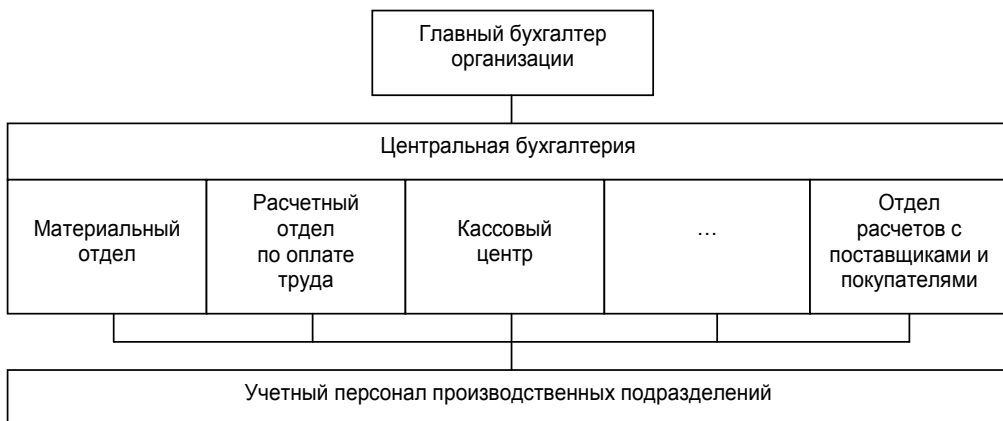 Главный бухгалтер
организации
Центральная бухгалтерия
Материальный
отдел
Расчетный
отдел
по оплате
труда
Кассовый
центр
…
Отдел
расчетов с
поставщиками и
покупателями
Учетный персонал производственных подразделений